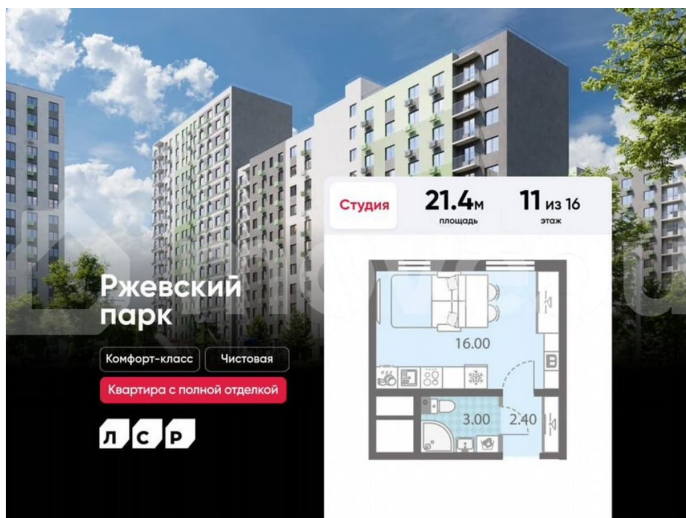 Студия
21.4м
площадь
11 из 16
этаж
Ржевский
парк
Комфорт-класс
Чистовая
Квартира с полной отделкой
ЛСР
16.00
3.00
2.40